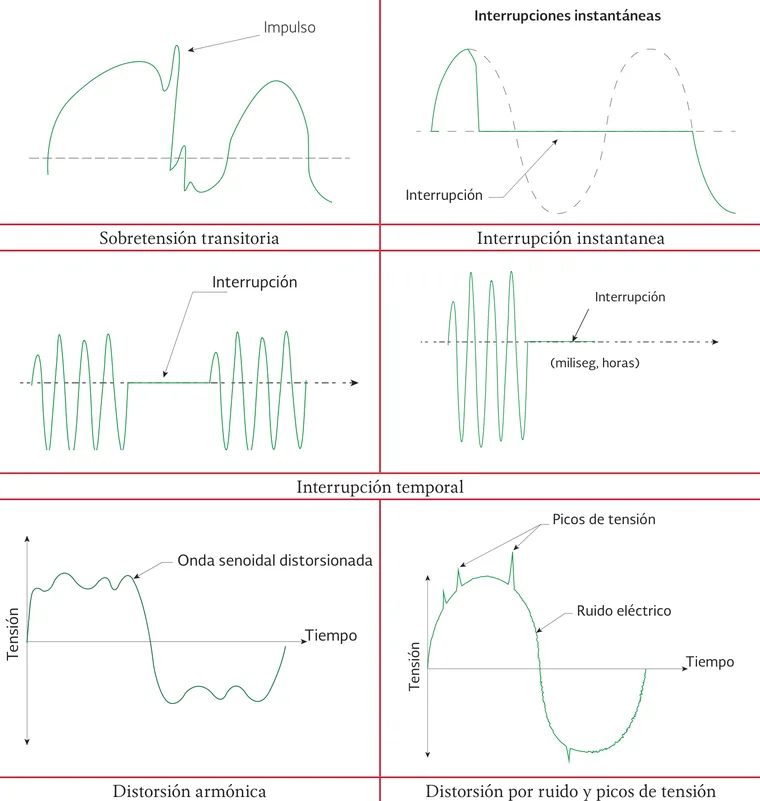 Impulso
Interrupciones instantáneas
Interrupción
Sobretensión transitoria
Interrupción instantanea
Interrupción
Interrupción
(miliseg, horas)
Interrupción temporal
Onda senoidal distorsionada
Tensión
Tiempo
Picos de tensión
Ruido eléctrico
Tensión
Tiempo
Distorsión armónica
Distorsión por ruido y picos de tensión